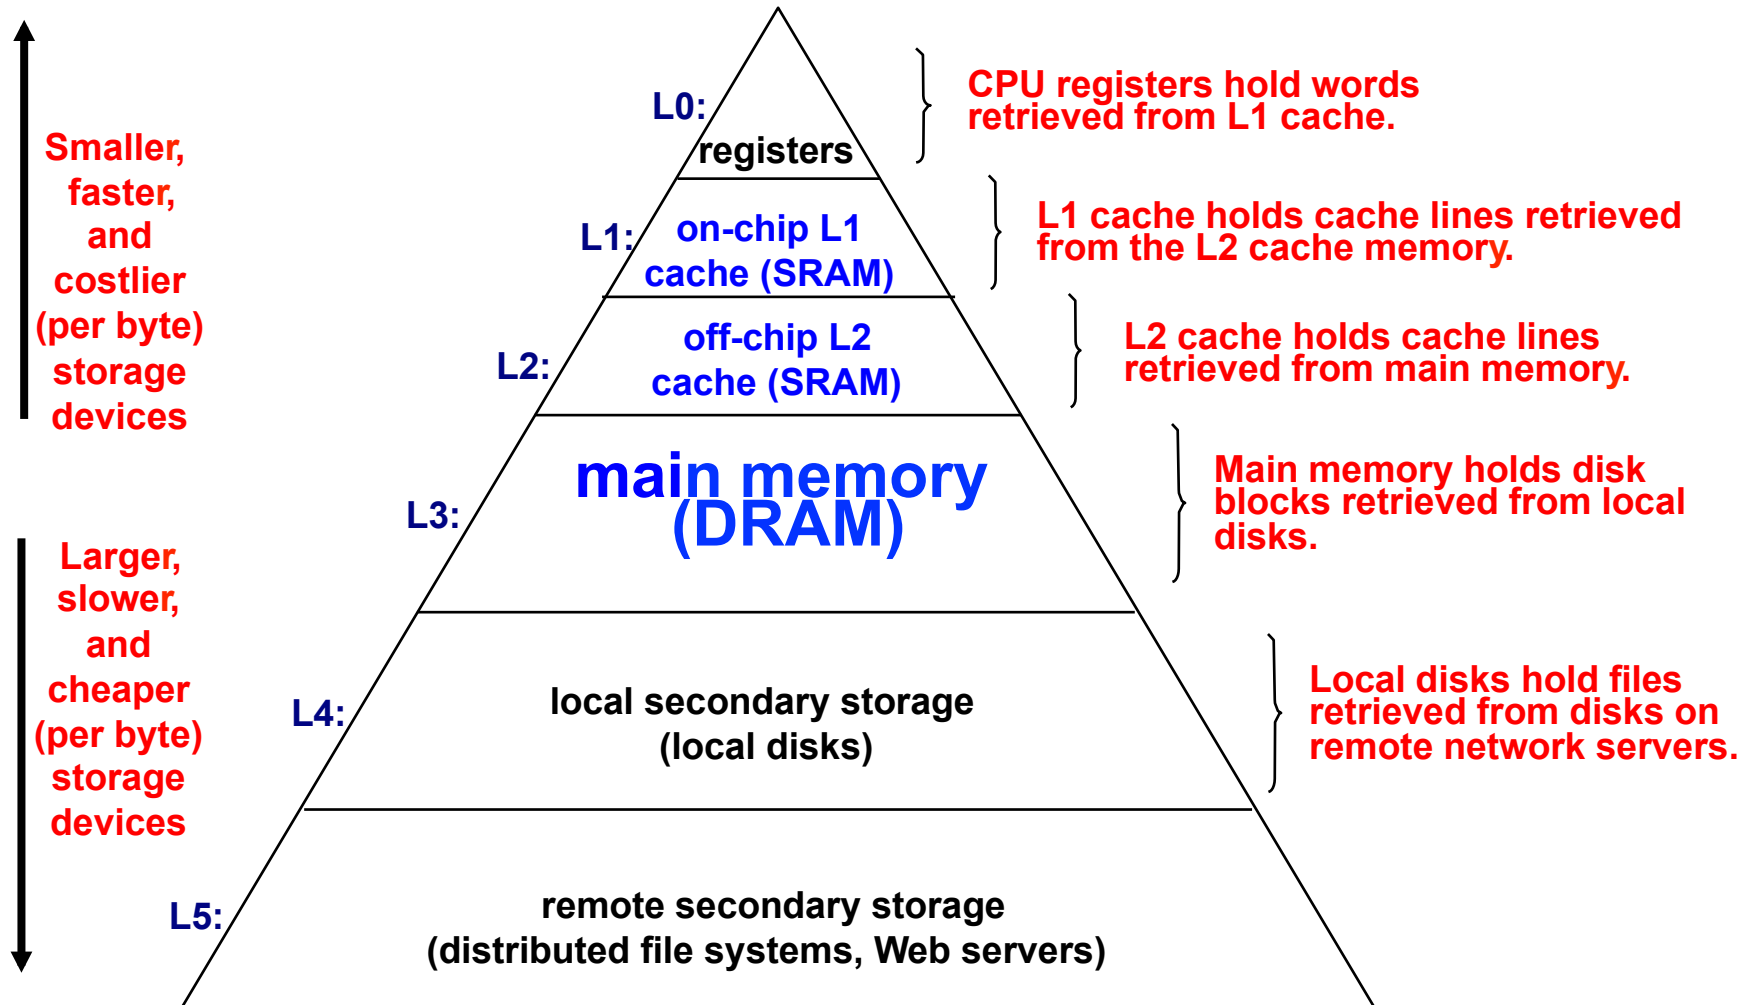 L0:
registers
CPU registers hold words
retrieved from L1 cache.
Smaller,
faster,
and
costlier
(per byte)
storage
devices
L1:
on-chip L1
cache (SRAM)
L1 cache holds cache lines retrieved
from the L2 cache memory.
L2:
off-chip L2
cache (SRAM)
L2 cache holds cache lines
retrieved from main memory.
L3:
main memory
(DRAM)
Main memory holds disk
blocks retrieved from local
disks.
Larger,
slower,
and
cheaper
(per byte)
storage
devices
L4:
local secondary storage
(local disks)
Local disks hold files
retrieved from disks on
remote network servers.
L5:
remote secondary storage
(distributed file systems, Web servers)